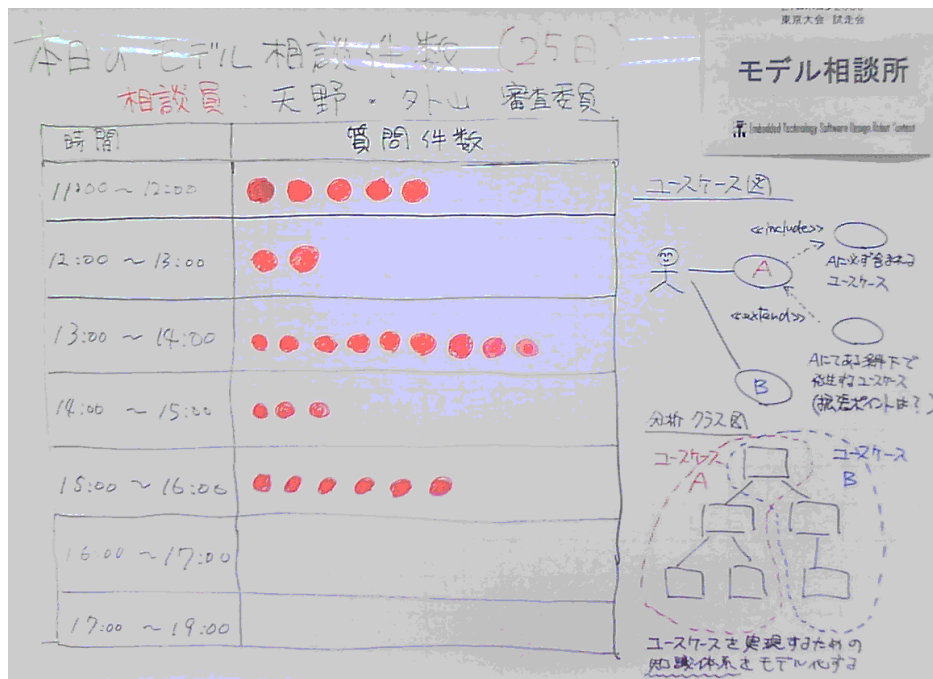 東京大会 試走会
モデル相談所
Embedded Technology Software Design Robot Contest
本日のモデル相談件数 (25日)
相談員: 天野・外山 審査委員
時間 質問件数
11:00 ~ 12:00
12:00 ~ 13:00
13:00 ~ 14:00
14:00 ~ 15:00
15:00 ~ 16:00
16:00 ~ 17:00
17:00 ~ 19:00
ユースケース図
<<include>>
A
Aに必ず含まれる
ユースケース
<<extend>>
Aにてある条件下で
発生するユースケース
(拡張ポイントは?)
B
分析クラス図
ユースケース
A
ユースケース
B
ユースケースを実現するための
知識体系をモデル化する